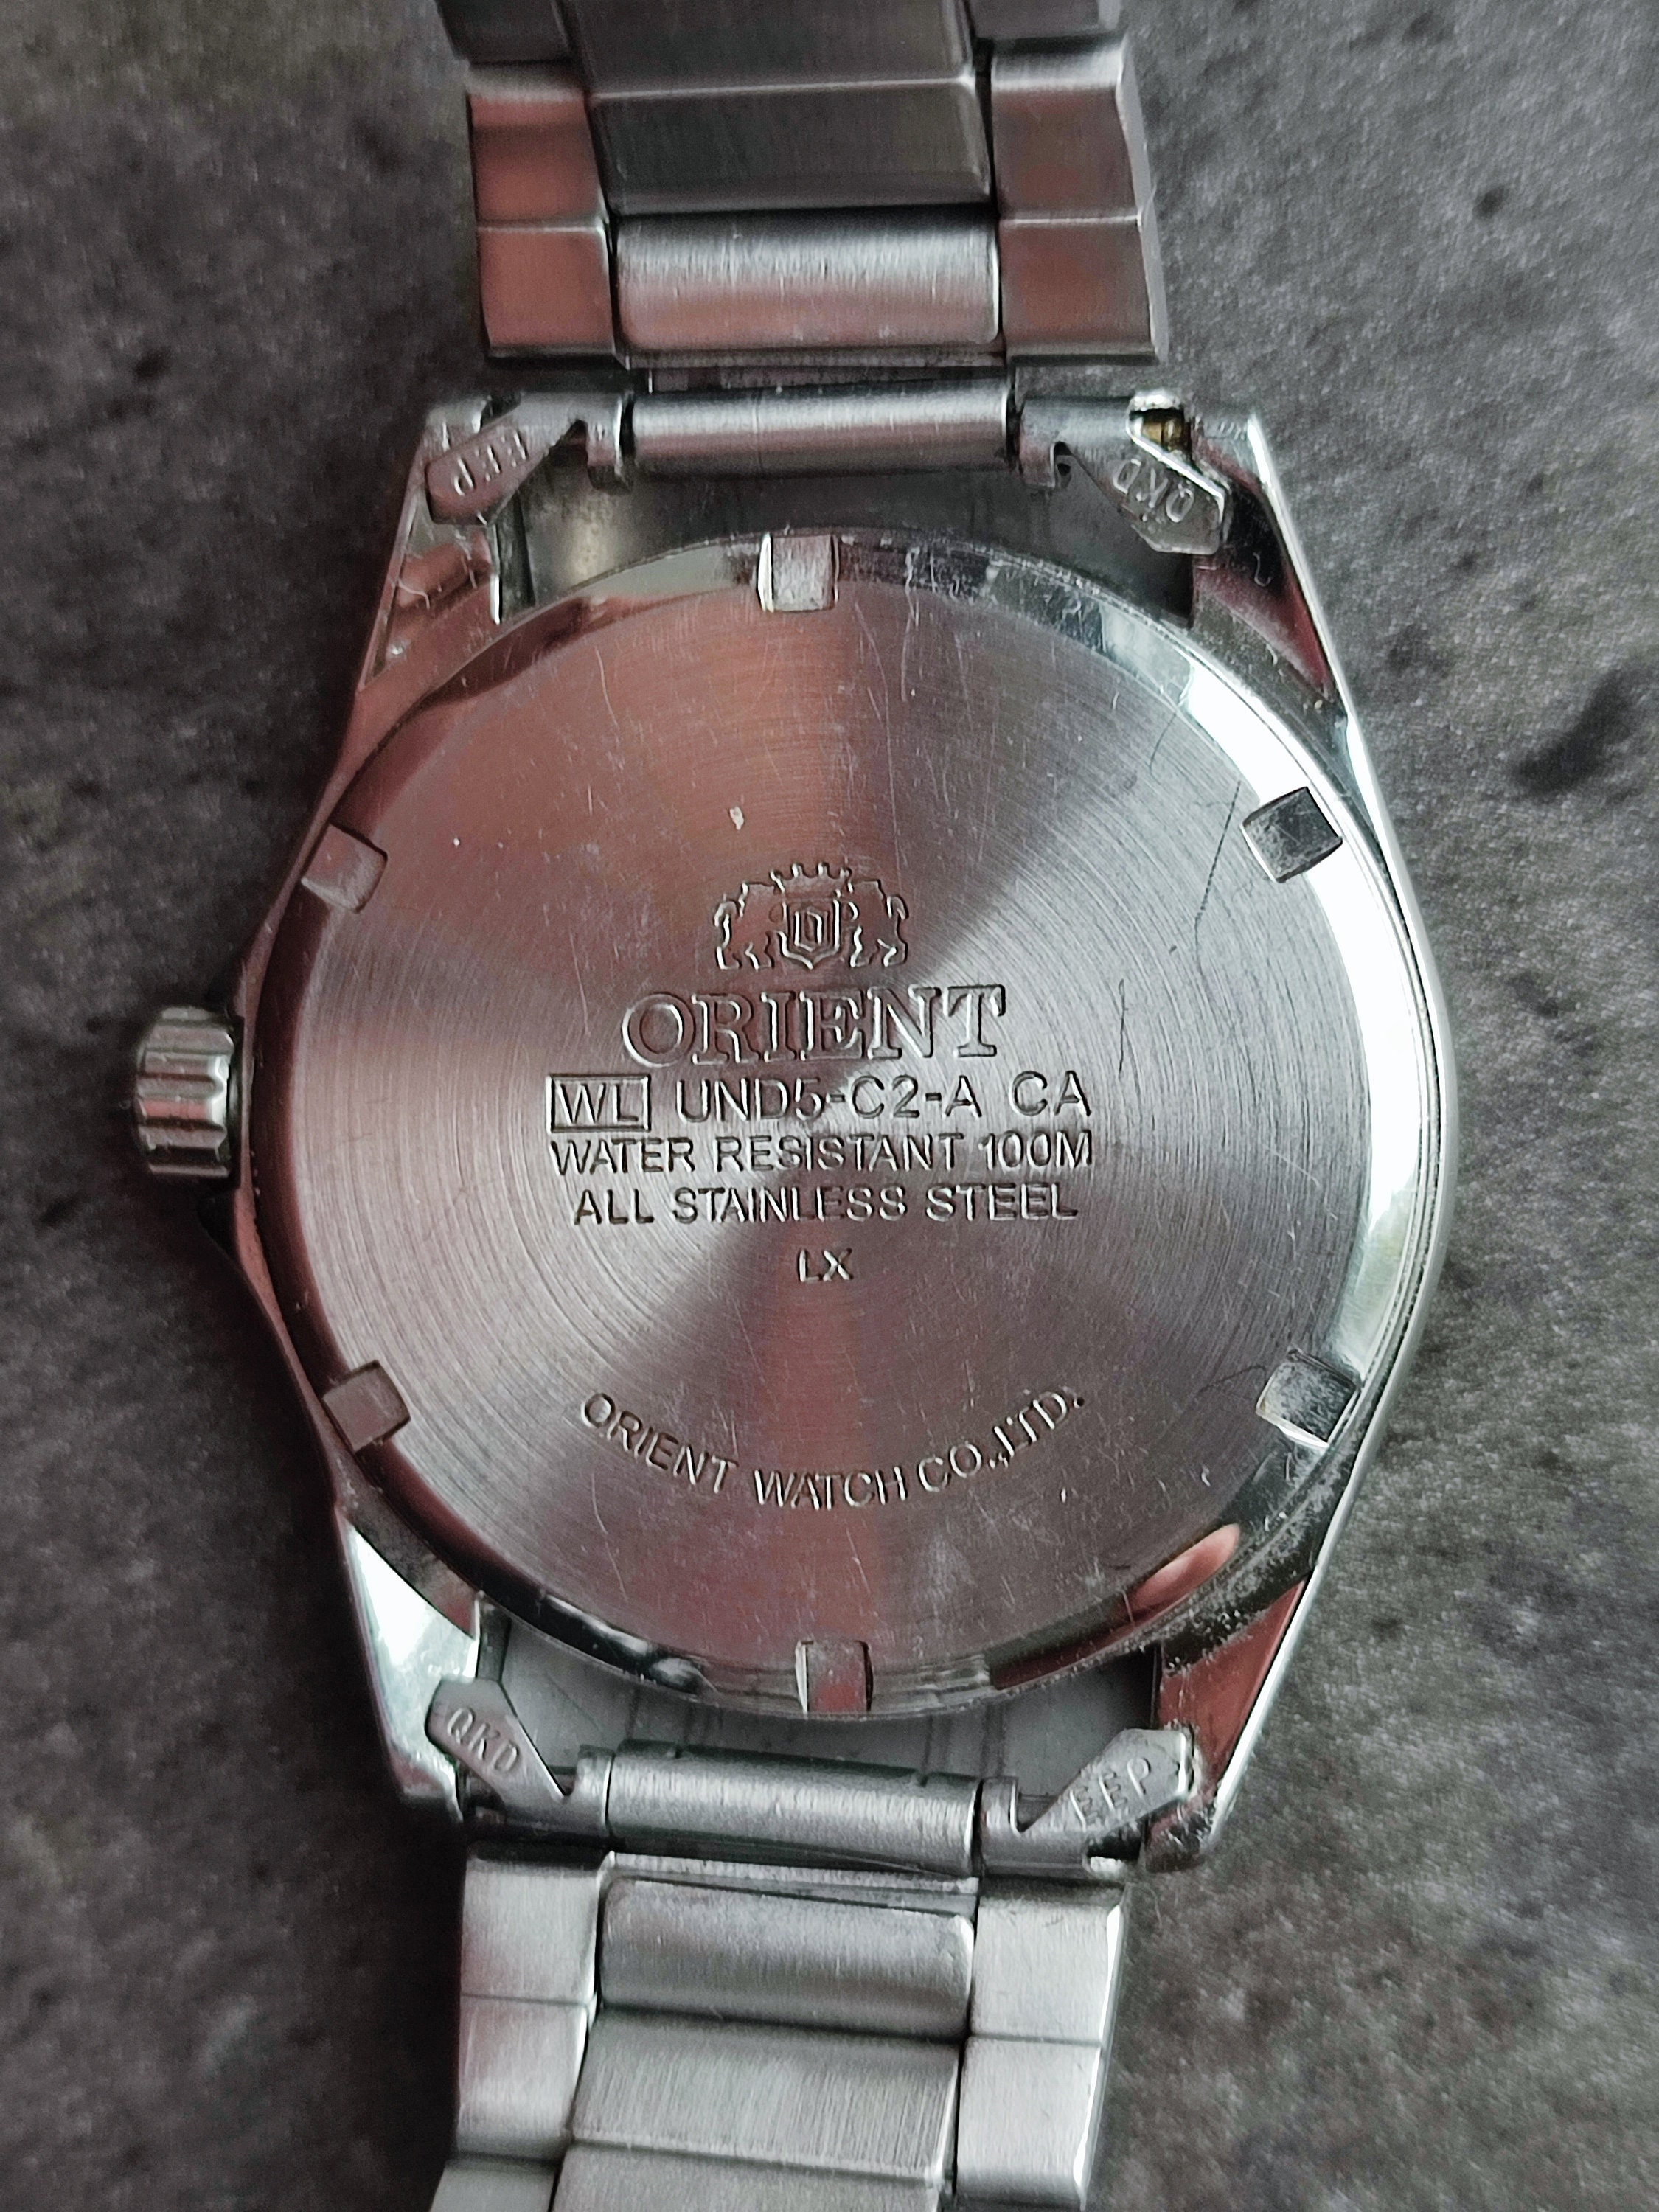 EEP
QKD
ORIENT
WL UND5-C2-A CA
WATER RESISTANT 100M
ALL STAINLESS STEEL
LX
ORIENT WATCH CO.,LTD.
QKD
EEP